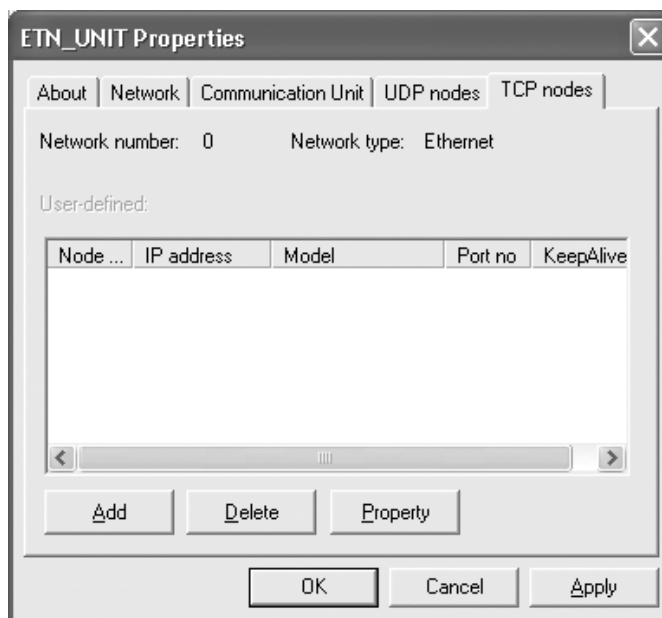 ETN_UNIT Properties
About Network Communication Unit UDP nodes TCP nodes
Network number: 0 Network type: Ethernet
User-defined:
Node ... IP address Model Port no KeepAlive
Add Delete Property
OK Cancel Apply